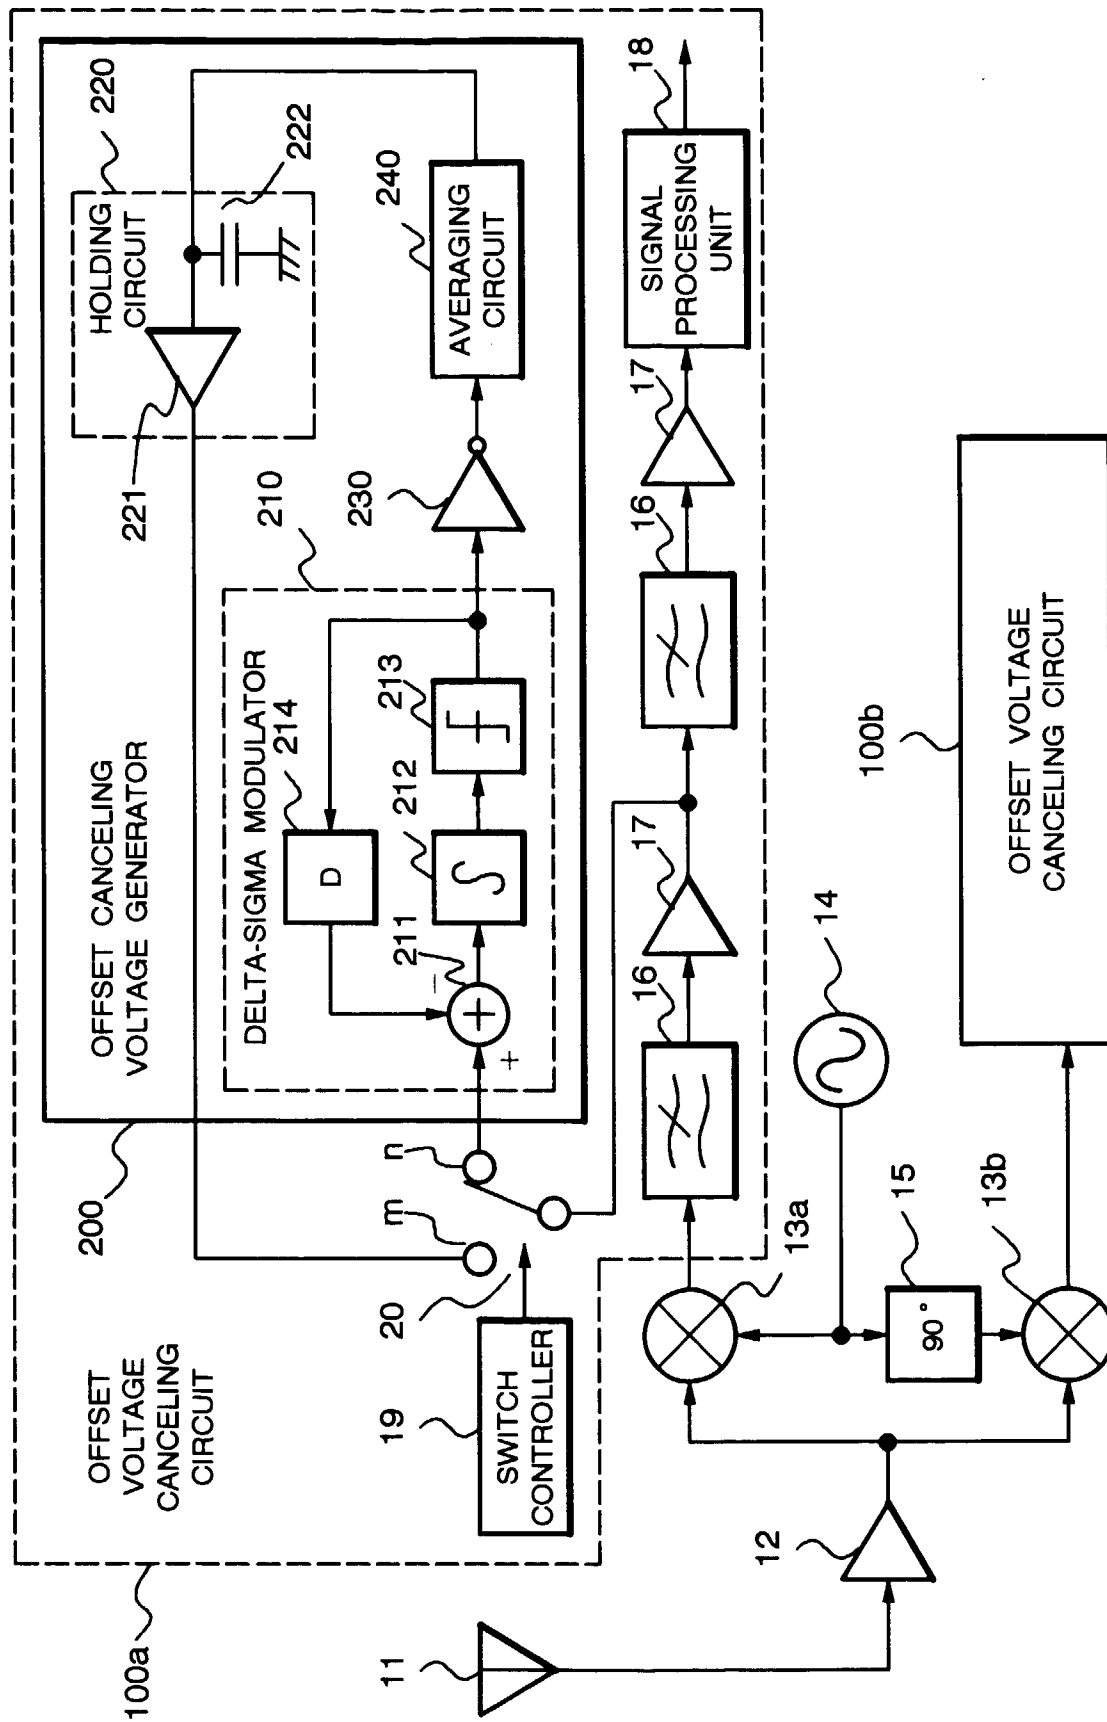 100a
OFFSET
VOLTAGE
CANCELING
CIRCUIT
200
OFFSET CANCELING
VOLTAGE GENERATOR
220
HOLDING
CIRCUIT
222
221
210
DELTA-SIGMA MODULATOR
214
D
213
212
211
−
+
+
230
240
AVERAGING
CIRCUIT
m
n
20
19
SWITCH
CONTROLLER
16
17
16
17
18
SIGNAL
PROCESSING
UNIT
11
12
13a
14
15
90°
13b
100b
OFFSET VOLTAGE
CANCELING CIRCUIT